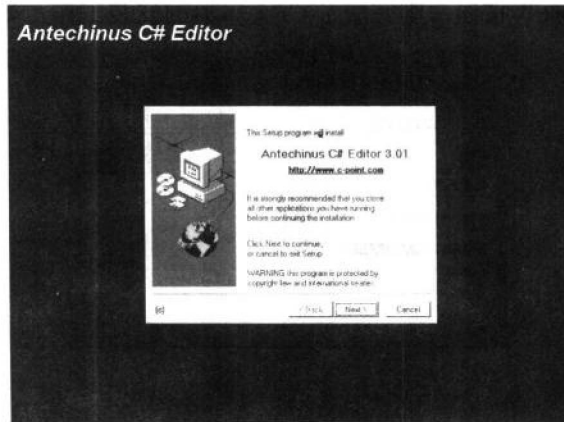 Antechinus C# Editor
This Setup program will install
Antechinus C# Editor 3.01
http://www.c-point.com
It is strongly recommended that you close
all other applications you have running
before continuing the installation
Click Next to continue,
or cancel to exit Setup
WARNING this program is protected by
copyright law and international
(c)
< Back
Next >
Cancel